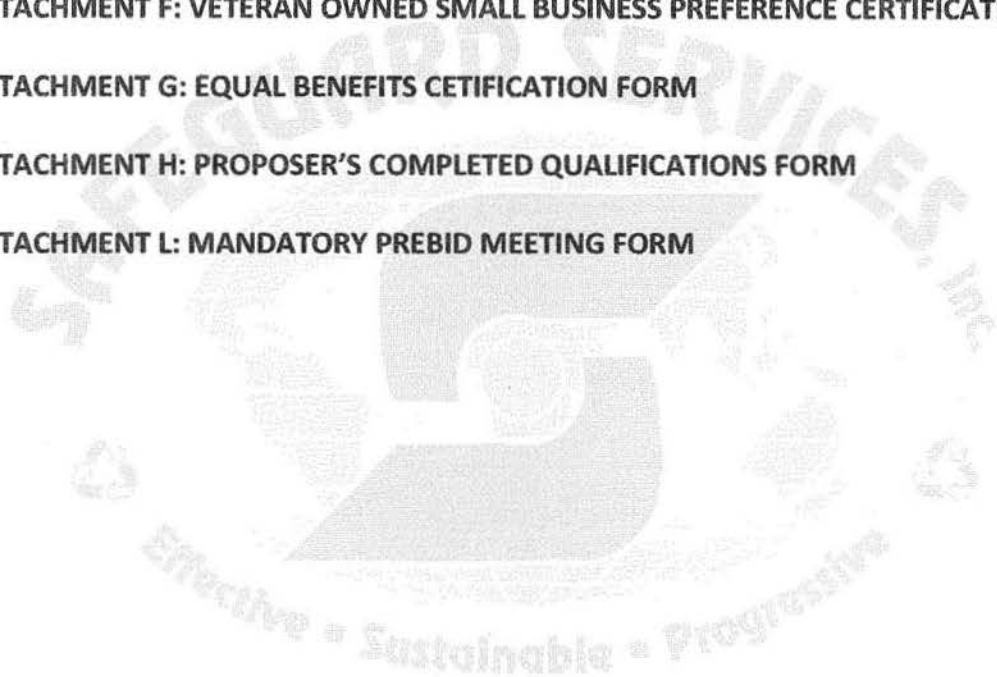 TACHMENT F: VETERAN OWNED SMALL BUSINESS PREFERENCE CERTIFICAT
TACHMENT G: EQUAL BENEFITS CETIFICATION FORM
TACHMENT H: PROPOSER'S COMPLETED QUALIFICATIONS FORM
TACHMENT L: MANDATORY PREBID MEETING FORM
SAFEGUARD SERVICES, Inc.
Effective • Sustainable • Progressive